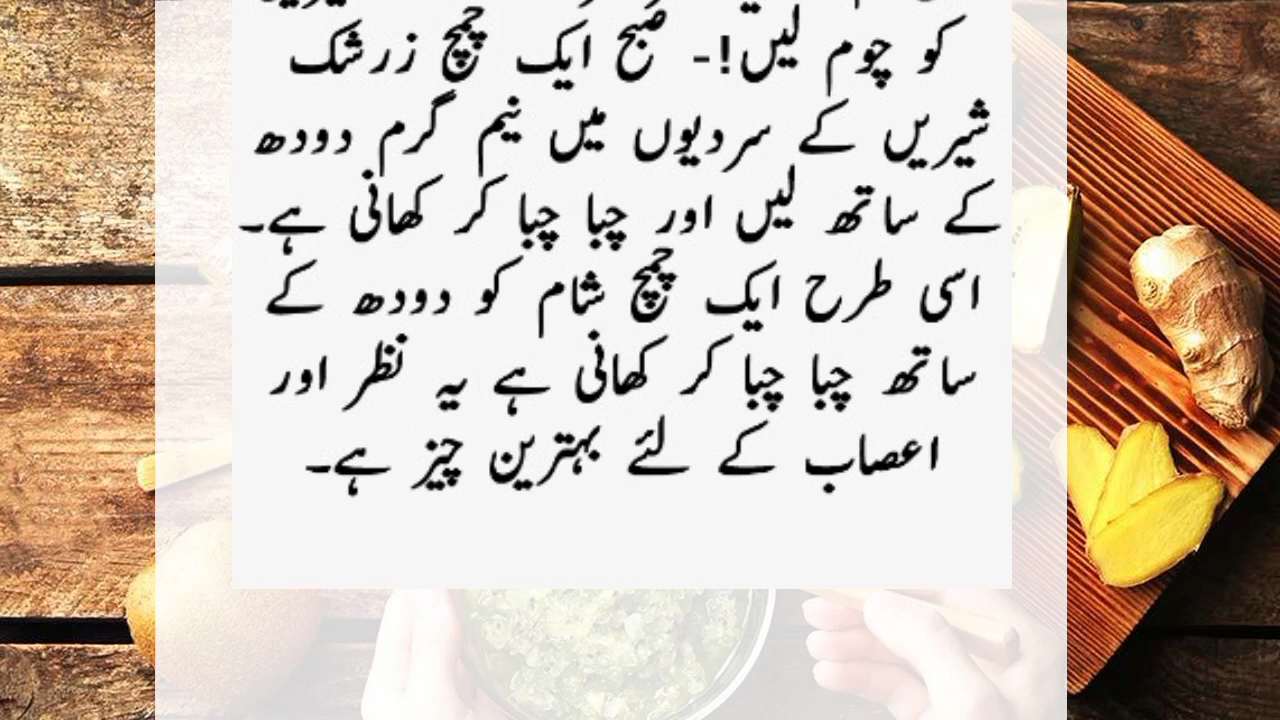 کو چوم لیں!۔ صُبح ایک چمچ زرشک
شیریں کے سردیوں میں نیم گرم دودھ
کے ساتھ لیں اور چبا چبا کر کھانی ہے۔
اسی طرح ایک چمچ شام کو دودھ کے
ساتھ چبا چبا کر کھانی ہے یہ نظر اور
اعصاب کے لئے بہترین چیز ہے۔